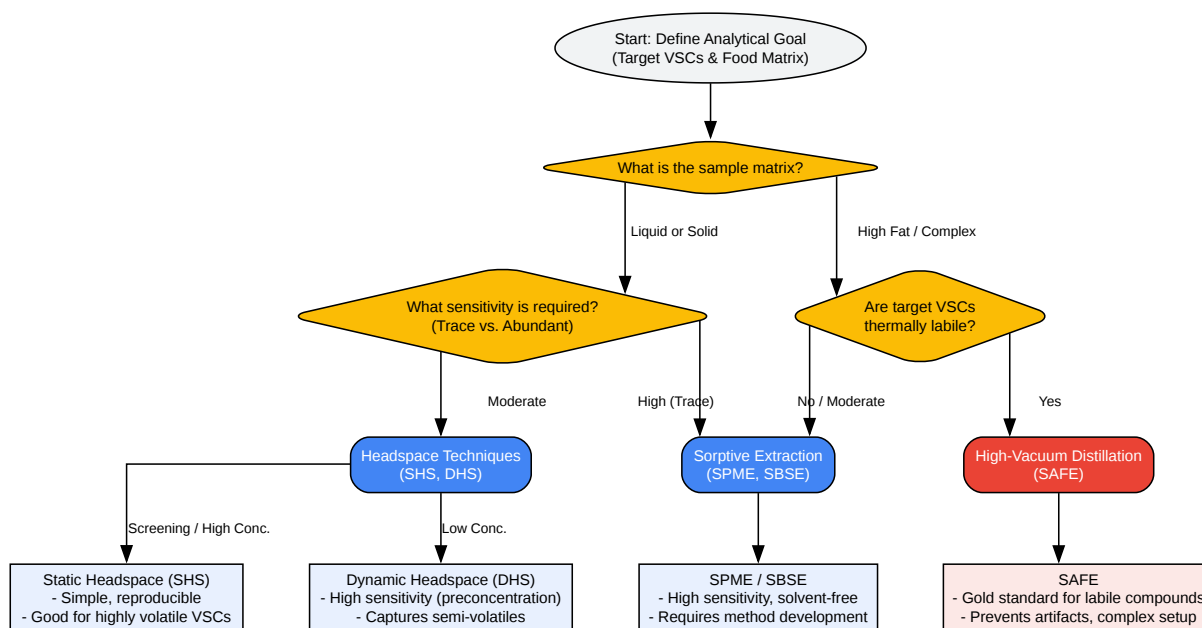 Start: Define Analytical Goal
(Target VSCs & Food Matrix)
What is the sample matrix?
Liquid or Solid
High Fat / Complex
What sensitivity is required?
(Trace vs. Abundant)
Are target VSCs
thermally labile?
Moderate
High (Trace)
No / Moderate
Yes
Headspace Techniques
(SHS, DHS)
Sorptive Extraction
(SPME, SBSE)
High-Vacuum Distillation
(SAFE)
Screening / High Conc.
Low Conc.
Static Headspace (SHS)
- Simple, reproducible
- Good for highly volatile VSCs
Dynamic Headspace (DHS)
- High sensitivity (preconcentration)
- Captures semi-volatiles
SPME / SBSE
- High sensitivity, solvent-free
- Requires method development
SAFE
- Gold standard for labile compounds
- Prevents artifacts, complex setup